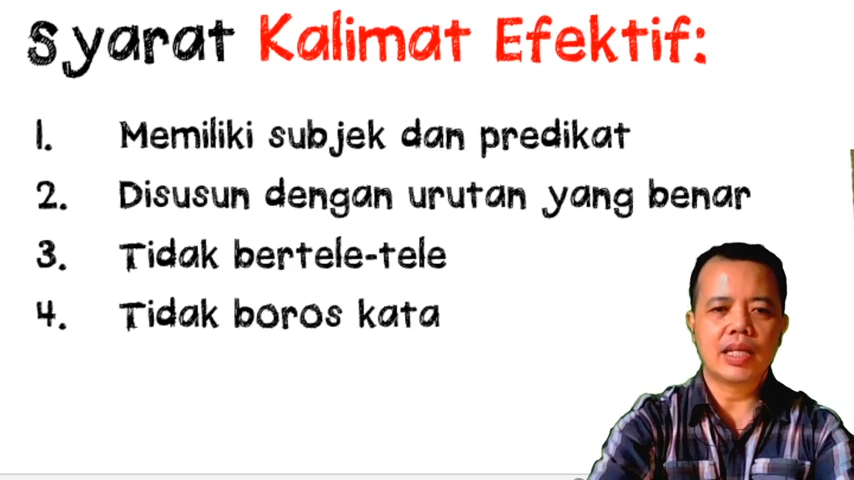 Syarat Kalimat Efektif:
1. Memiliki subjek dan predikat
2. Disusun dengan urutan yang benar
3. Tidak bertele-tele
4. Tidak boros kata